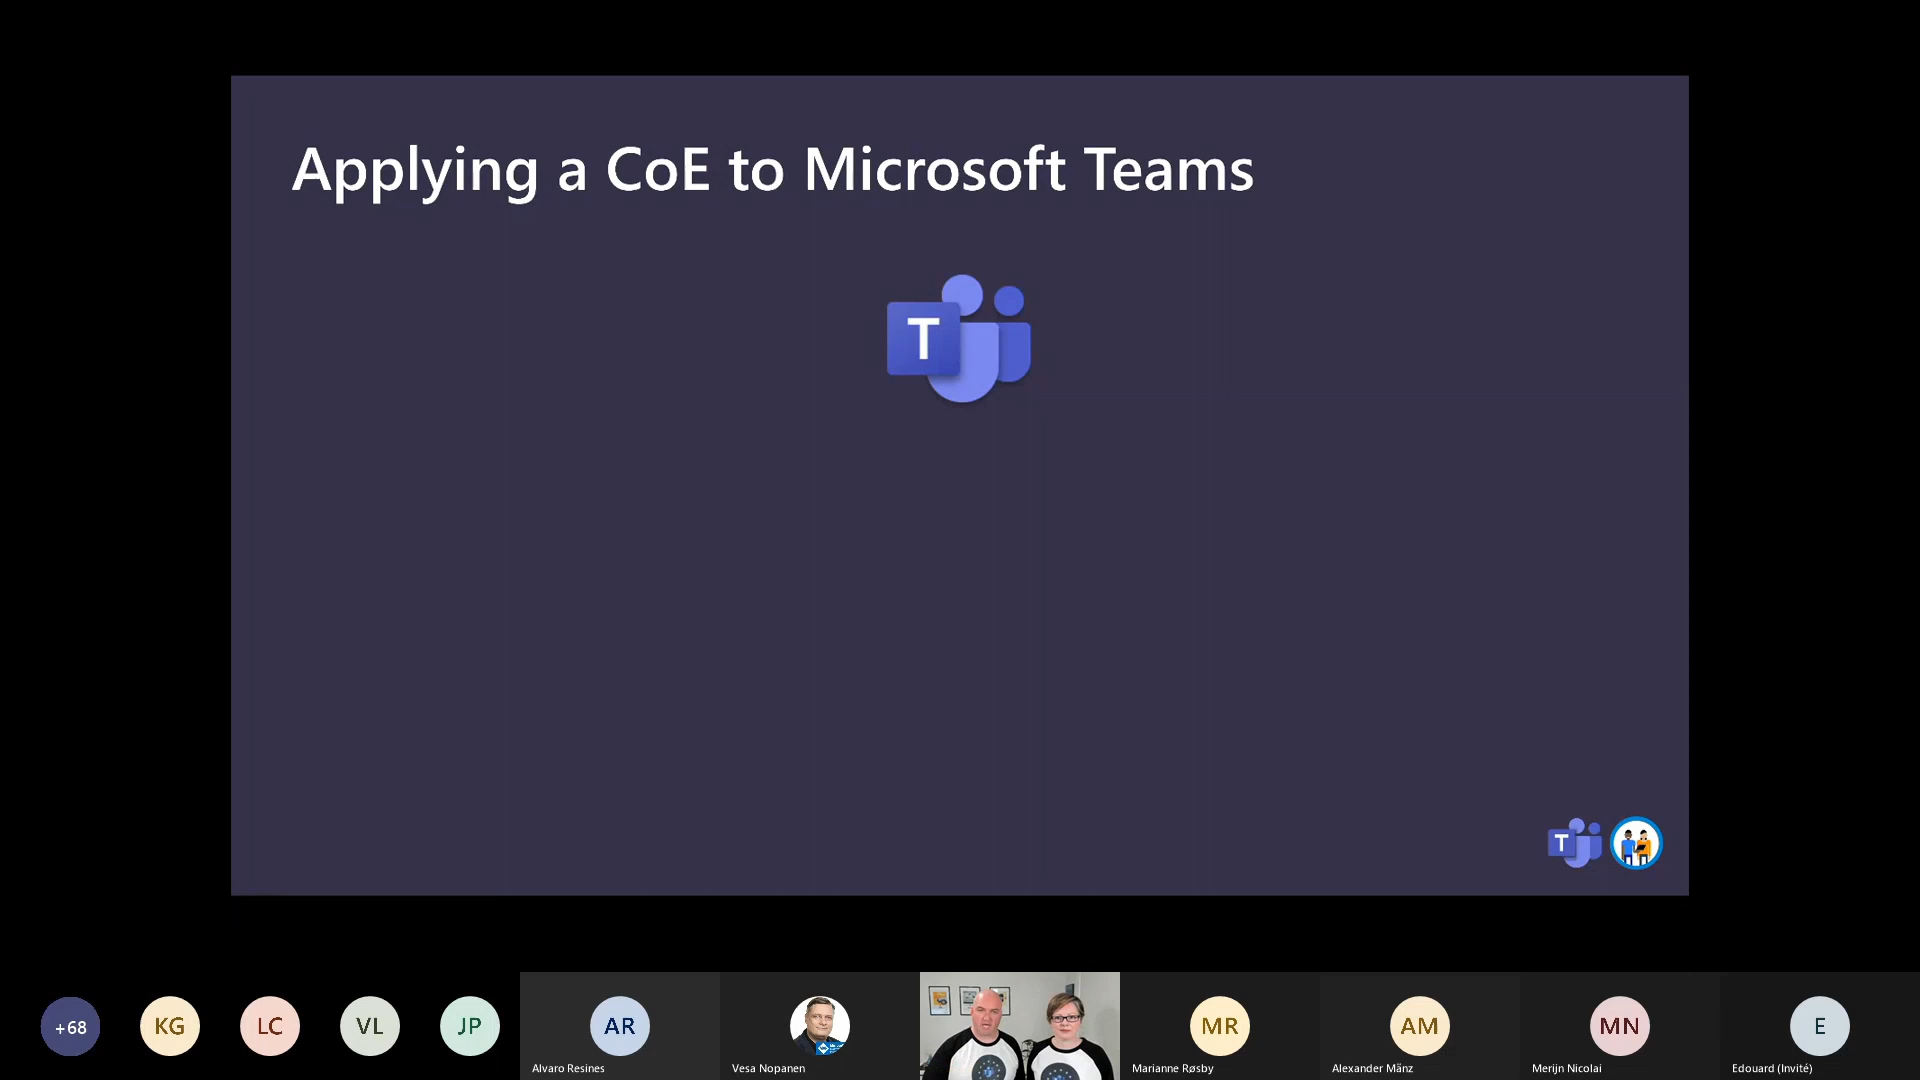 Applying a CoE to Microsoft Teams
T
T
+68
KG
LC
VL
JP
AR
MR
AM
MN
E
Alvaro Resines
Vesa Nopanen
Marianne Røsby
Alexander Mänz
Merijn Nicolai
Edouard (Invité)